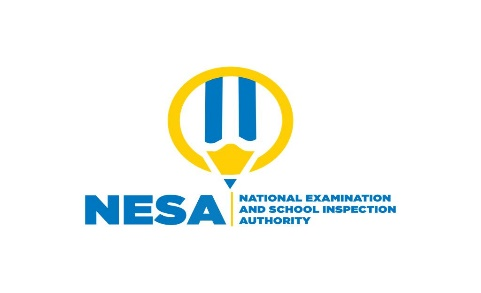 NESA
NATIONAL EXAMINATION
AND SCHOOL INSPECTION
AUTHORITY